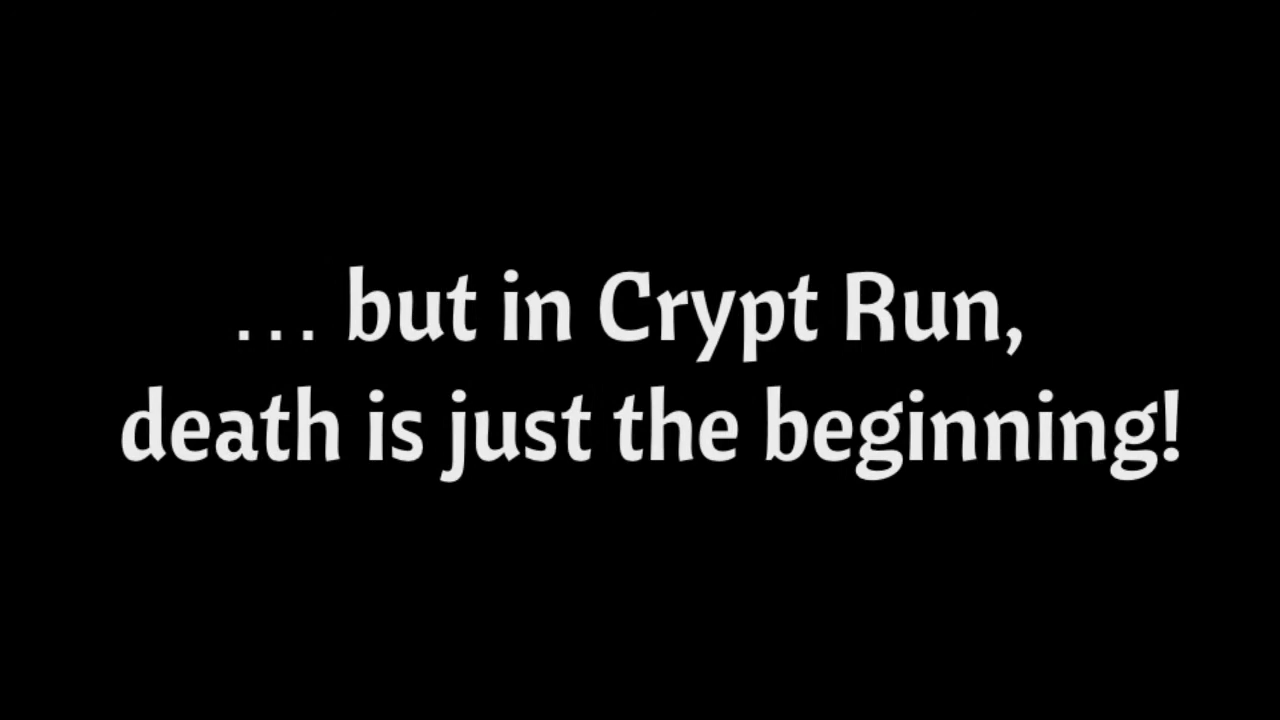 ... but in Crypt Run,
death is just the beginning!